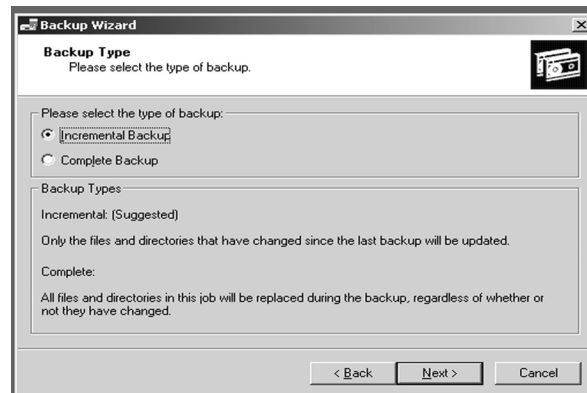 Backup Wizard
Backup Type
Please select the type of backup.
Please select the type of backup:
Incremental Backup
Complete Backup
Backup Types
Incremental: (Suggested)
Only the files and directories that have changed since the last backup will be updated.
Complete:
All files and directories in this job will be replaced during the backup, regardless of whether or
not they have changed.
< Back
Next >
Cancel